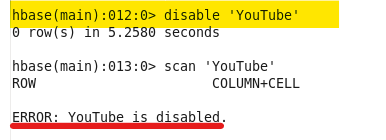 hbase(main):012:0> disable 'YouTube'
0 row(s) in 5.2580 seconds
hbase(main):013:0> scan 'YouTube'
ROW COLUMN+CELL
ERROR: YouTube is disabled.